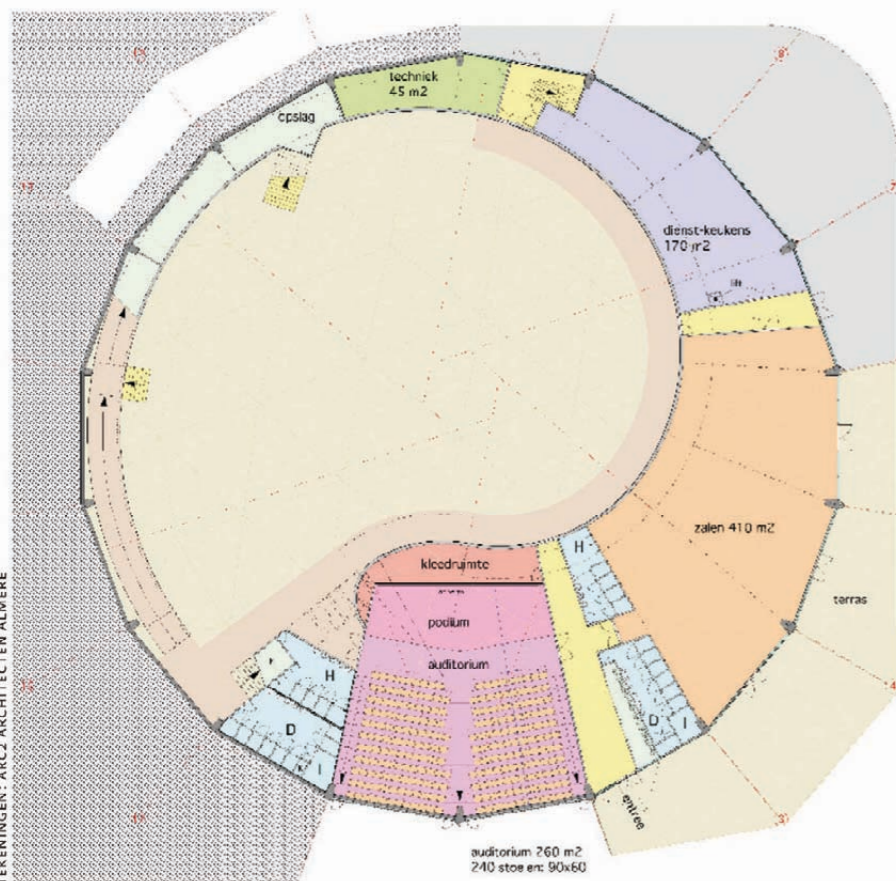 techniek
45 m2
opslag
dienst-keukens
170 m2
lift
zalen 410 m2
terras
kleedruimte
podium
auditorium
H
H
D
I
D
I
entree
auditorium 260 m2
240 stoelen: 90x60
TEKENINGEN: ARC2 ARCHITECTEN ALMERE